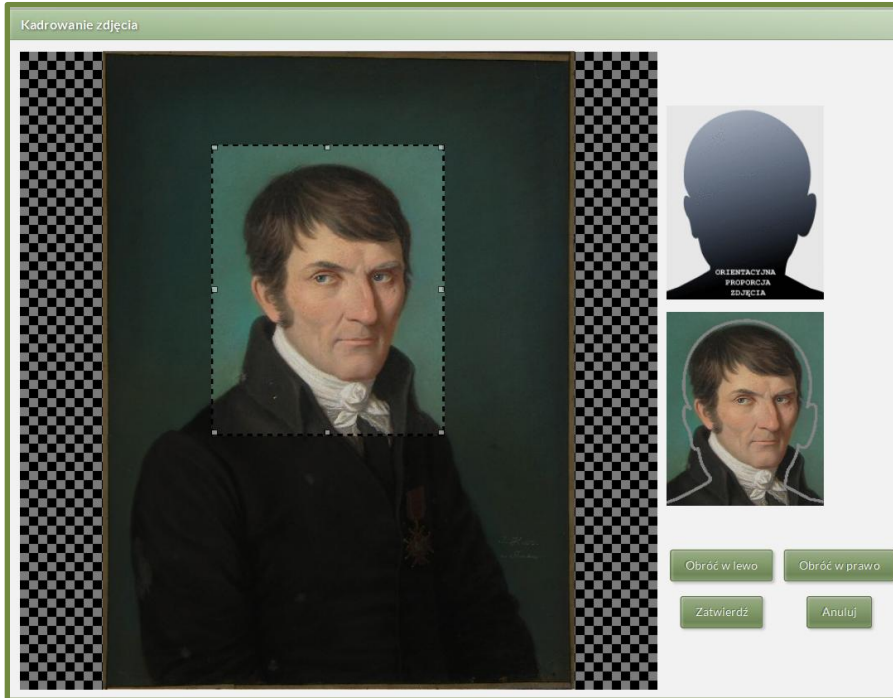 Kadrowanie zdjęcia
ORIENTACYJNA
PROPORCJA
ZDJĘCIA
Obróć w lewo
Obróć w prawo
Zatwierdź
Anuluj